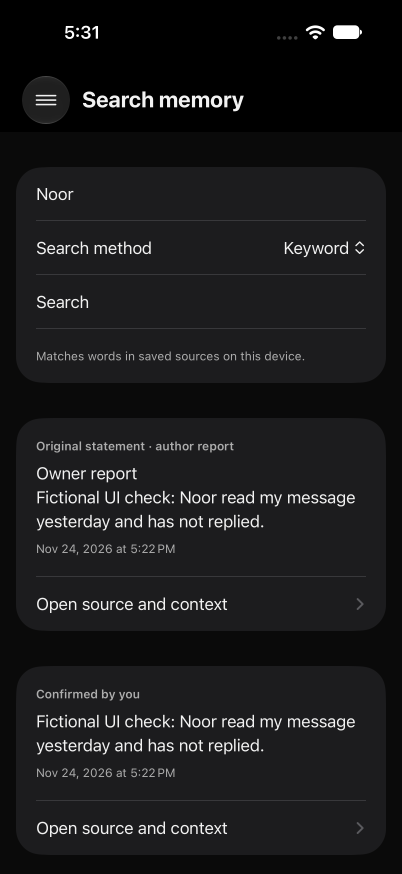 5:31
Search memory
Noor
Search method Keyword
Search
Matches words in saved sources on this device.
Original statement · author report
Owner report
Fictional UI check: Noor read my message
yesterday and has not replied.
Nov 24, 2026 at 5:22 PM
Open source and context
Confirmed by you
Fictional UI check: Noor read my message
yesterday and has not replied.
Nov 24, 2026 at 5:22 PM
Open source and context